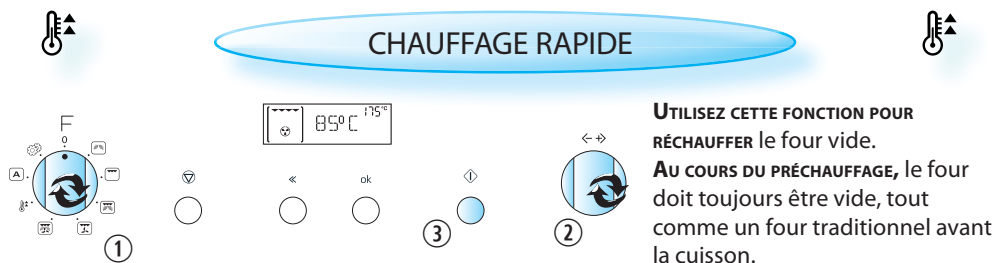 CHAUFFAGE RAPIDE
F
0
A
175°C
85°C
«
ok
①
③
②
UTILISEZ CETTE FONCTION POUR
RÉCHAUFFER le four vide.
AU COURS DU PRÉCHAUFFAGE, le four
doit toujours être vide, tout
comme un four traditionnel avant
la cuisson.